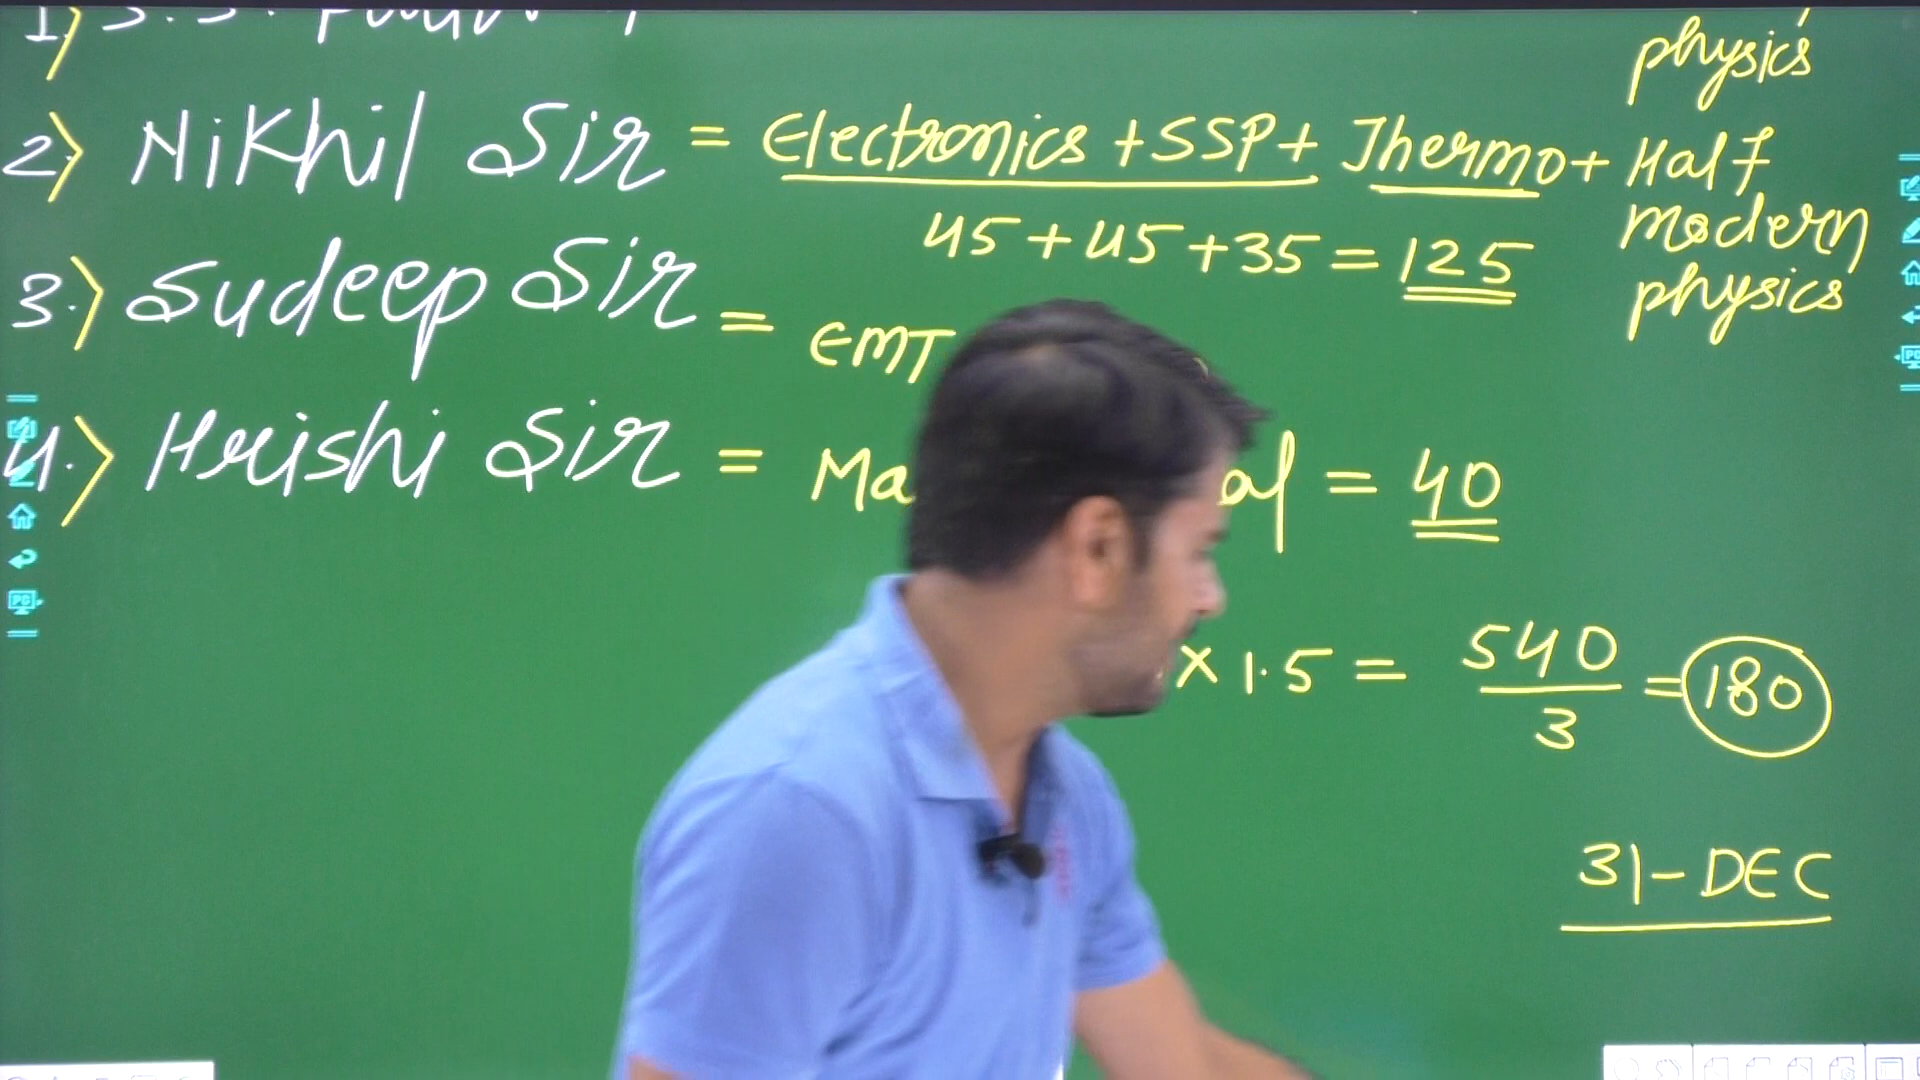 1)
physics
2) Nikhil Sir = Electronics + SSP + Thermo + Half modern physics
45 + 45 + 35 = 125
3.) Sudeep Sir = EMT
4.) Hrishi Sir = = 40
× 1.5 = 540/3 = 180
31 - DEC